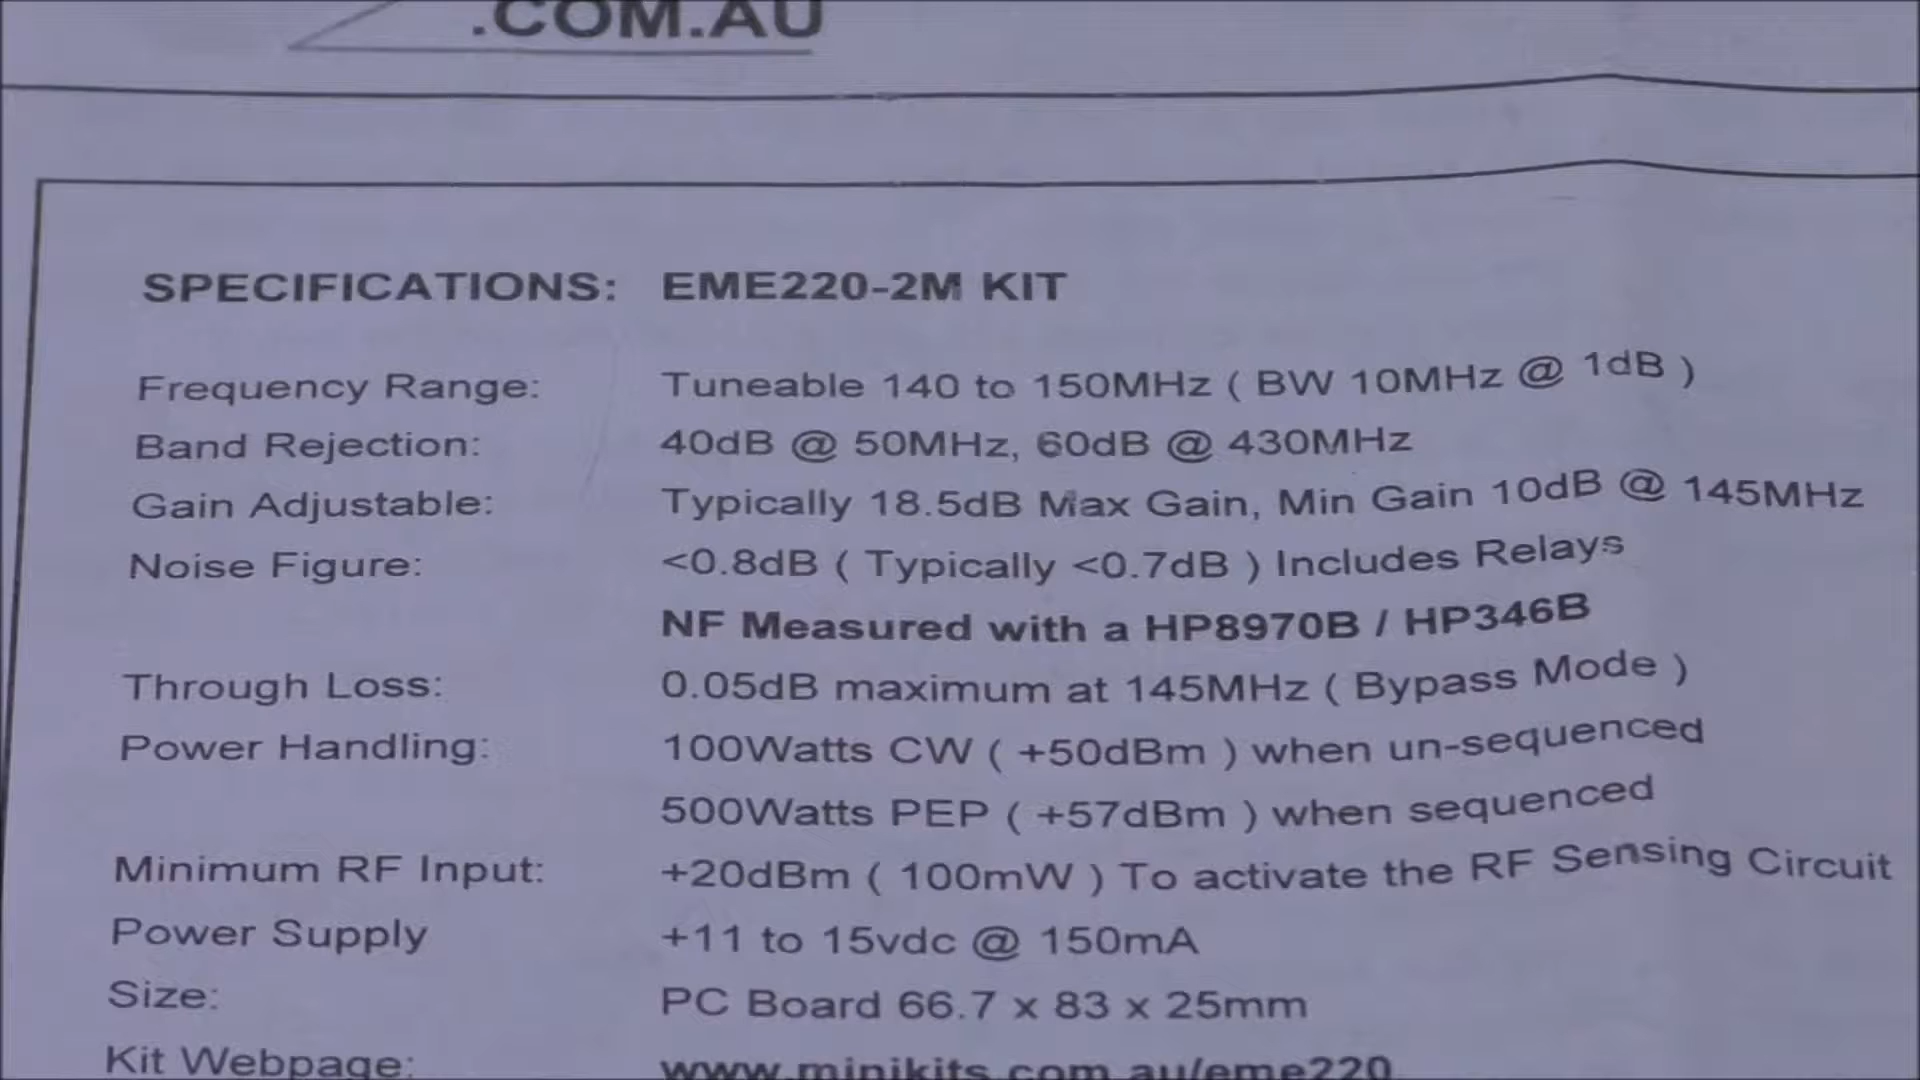 .COM.AU
SPECIFICATIONS: EME220-2M KIT
Frequency Range: Tuneable 140 to 150MHz ( BW 10MHz @ 1dB )
Band Rejection: 40dB @ 50MHz, 60dB @ 430MHz
Gain Adjustable: Typically 18.5dB Max Gain, Min Gain 10dB @ 145MHz
Noise Figure: <0.8dB ( Typically <0.7dB ) Includes Relays
NF Measured with a HP8970B / HP346B
Through Loss: 0.05dB maximum at 145MHz ( Bypass Mode )
Power Handling: 100Watts CW ( +50dBm ) when un-sequenced
500Watts PEP ( +57dBm ) when sequenced
Minimum RF Input: +20dBm ( 100mW ) To activate the RF Sensing Circuit
Power Supply +11 to 15vdc @ 150mA
Size: PC Board 66.7 x 83 x 25mm
Kit Webpage: www.minikits.com.au/eme220